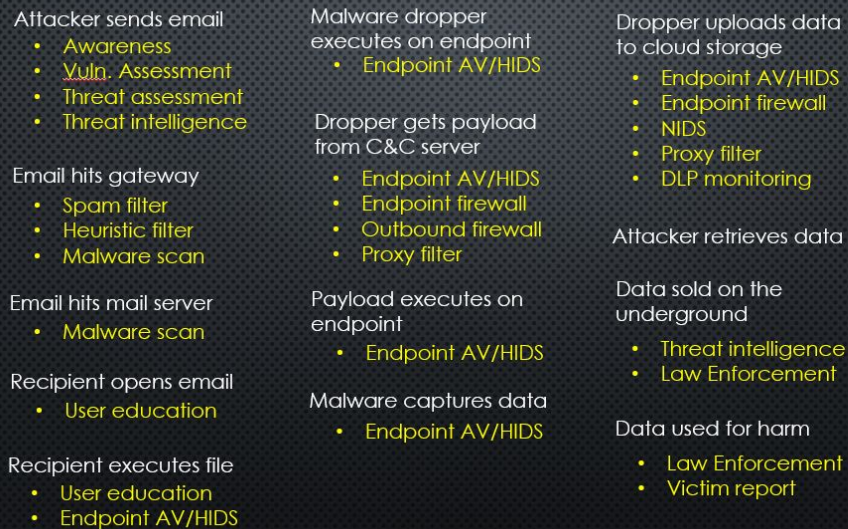 Attacker sends email
• Awareness
• Vuln. Assessment
• Threat assessment
• Threat intelligence
Email hits gateway
• Spam filter
• Heuristic filter
• Malware scan
Email hits mail server
• Malware scan
Recipient opens email
• User education
Recipient executes file
• User education
• Endpoint AV/HIDS
Malware dropper
executes on endpoint
• Endpoint AV/HIDS
Dropper gets payload
from C&C server
• Endpoint AV/HIDS
• Endpoint firewall
• Outbound firewall
• Proxy filter
Payload executes on
endpoint
• Endpoint AV/HIDS
Malware captures data
• Endpoint AV/HIDS
Dropper uploads data
to cloud storage
• Endpoint AV/HIDS
• Endpoint firewall
• NIDS
• Proxy filter
• DLP monitoring
Attacker retrieves data
Data sold on the
underground
• Threat intelligence
• Law Enforcement
Data used for harm
• Law Enforcement
• Victim report